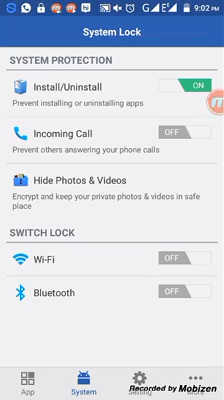 9:02 PM
System Lock
SYSTEM PROTECTION
Install/Uninstall
ON
Prevent installing or uninstalling apps
Incoming Call
OFF
Prevent others answering your phone calls
Hide Photos & Videos
Encrypt and keep your private photos & videos in safe
place
SWITCH LOCK
Wi-Fi
OFF
Bluetooth
OFF
App System Setting More
Recorded by Mobizen